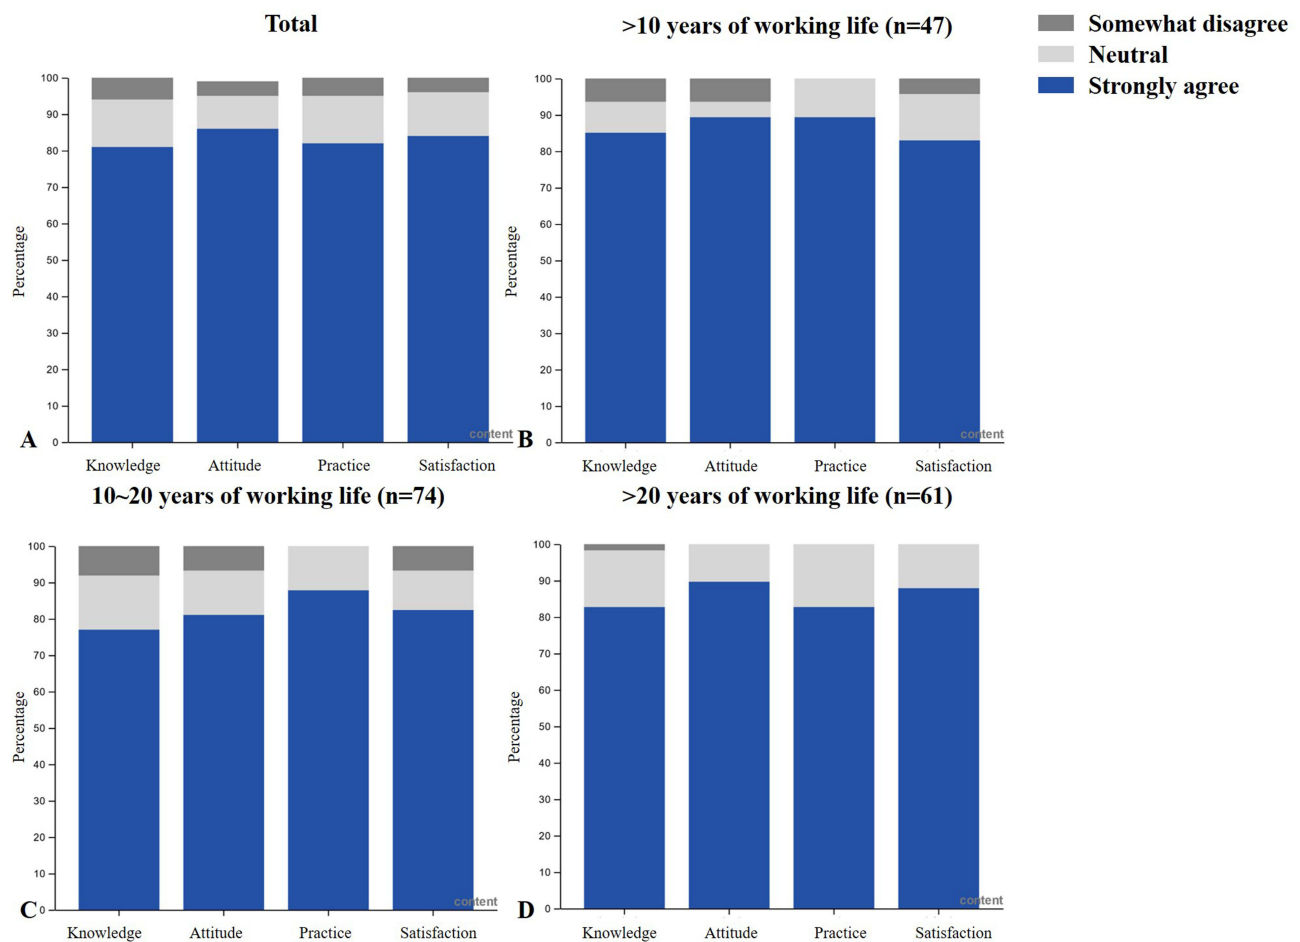 Total
>10 years of working life (n=47)
Somewhat disagree
Neutral
Strongly agree
Percentage
100
90
80
70
60
50
40
30
20
10
0
content
A
Knowledge Attitude Practice Satisfaction
Percentage
100
90
80
70
60
50
40
30
20
10
0
content
B
Knowledge Attitude Practice Satisfaction
10~20 years of working life (n=74)
>20 years of working life (n=61)
Percentage
100
90
80
70
60
50
40
30
20
10
0
content
C
Knowledge Attitude Practice Satisfaction
Percentage
100
90
80
70
60
50
40
30
20
10
0
content
D
Knowledge Attitude Practice Satisfaction